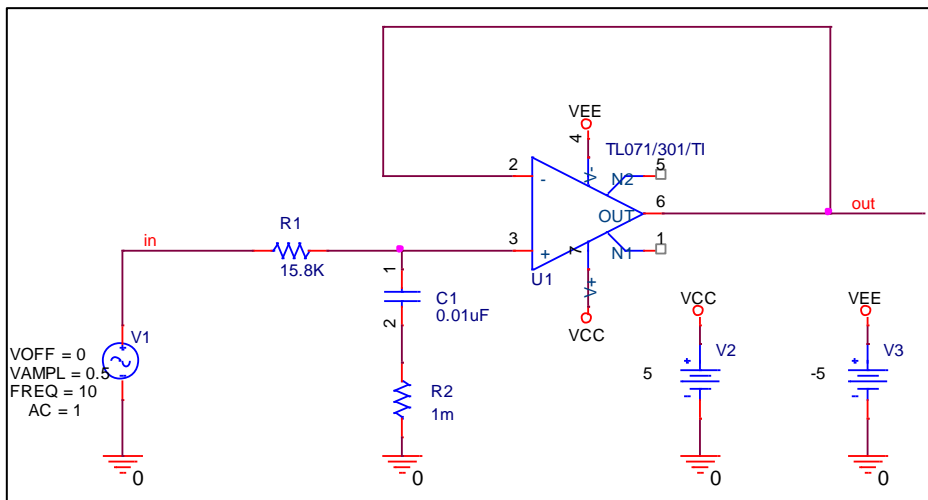 VEE
4
TL071/301/TI
2
-
V-
N2
5
OUT
6
out
in
R1
15.8K
3
+
7
N1
1
U1
V+
VCC
1
C1
0.01uF
2
VCC
VEE
V1
+
-
VOFF = 0
VAMPL = 0.5
FREQ = 10
AC = 1
R2
1m
5
+
-
V2
-5
+
-
V3
0
0
0
0